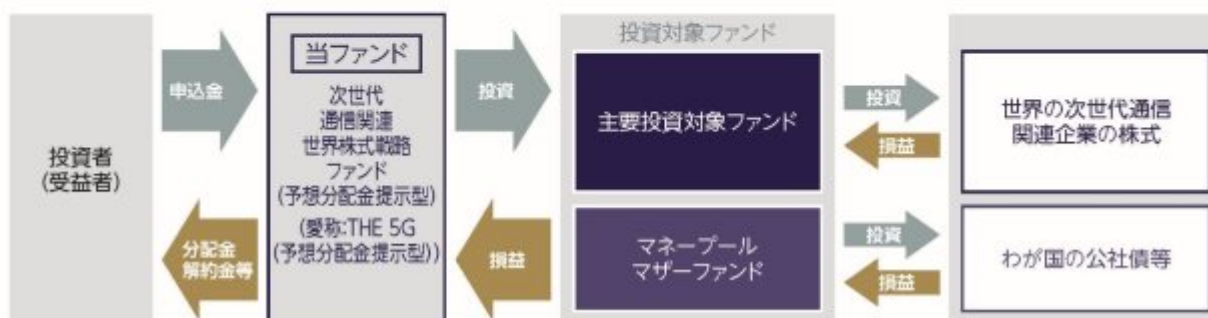 投資者
(受益者)
申込金
分配金
解約金等
当ファンド
次世代
通信関連
世界株式戦略
ファンド
(予想分配金提示型)
(愛称:THE 5G
(予想分配金提示型))
投資
損益
投資対象ファンド
主要投資対象ファンド
マネープール
マザーファンド
投資
損益
投資
損益
世界の次世代通信
関連企業の株式
わが国の公社債等